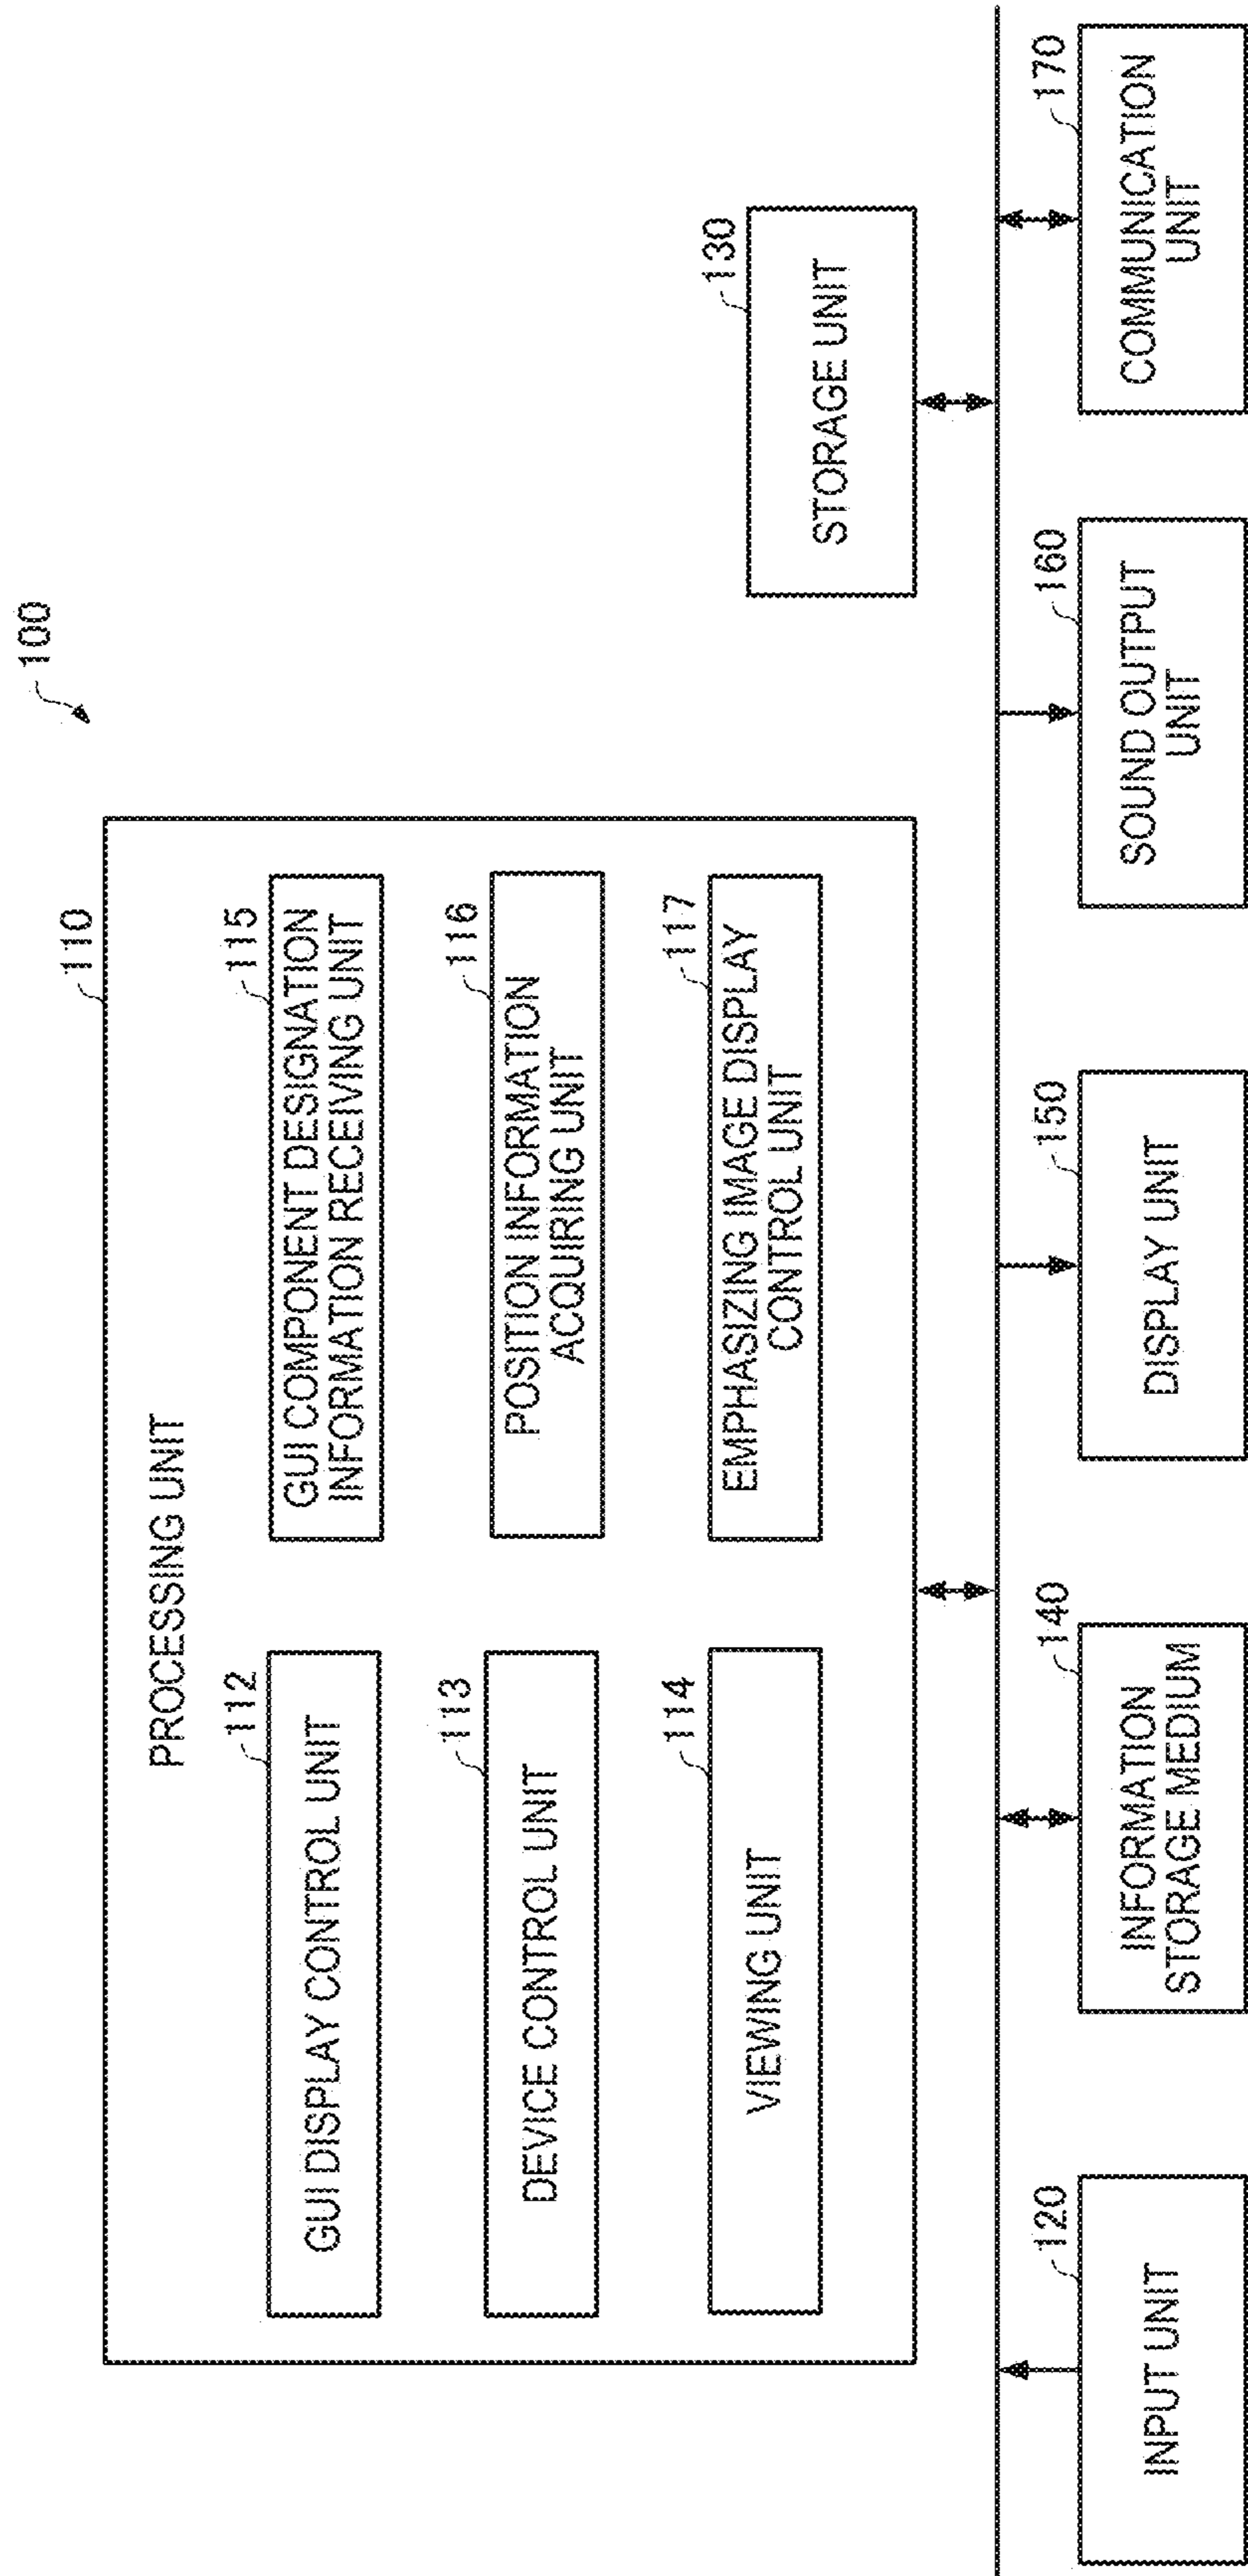 100
110
PROCESSING UNIT
112
GUI DISPLAY CONTROL UNIT
115
GUI COMPONENT DESIGNATION
INFORMATION RECEIVING UNIT
113
DEVICE CONTROL UNIT
116
POSITION INFORMATION
ACQUIRING UNIT
114
VIEWING UNIT
117
EMPHASIZING IMAGE DISPLAY
CONTROL UNIT
130
STORAGE UNIT
120
INPUT UNIT
140
INFORMATION
STORAGE MEDIUM
150
DISPLAY UNIT
160
SOUND OUTPUT
UNIT
170
COMMUNICATION
UNIT